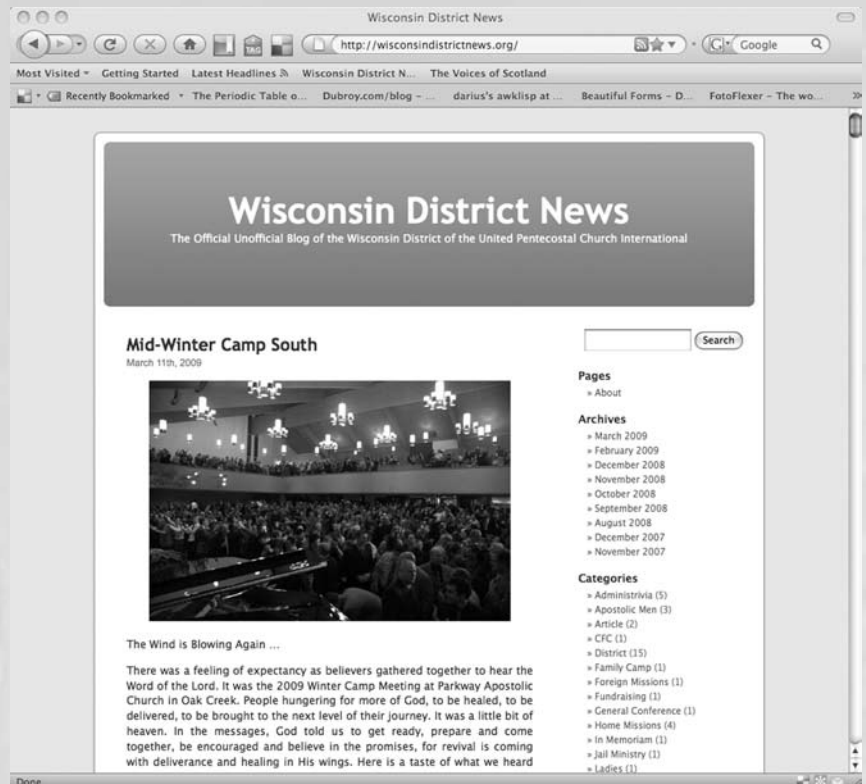 Wisconsin District News
TAG
http://wisconsindistrictnews.org/
G
Google
Most Visited
Getting Started
Latest Headlines
Wisconsin District N...
The Voices of Scotland
Recently Bookmarked
The Periodic Table o...
Dubroy.com/blog – ...
darius's awklisp at ...
Beautiful Forms – D...
FotoFlexer – The wo...
Wisconsin District News
The Official Unofficial Blog of the Wisconsin District of the United Pentecostal Church International
Mid-Winter Camp South
March 11th, 2009
The Wind is Blowing Again ...
There was a feeling of expectancy as believers gathered together to hear the
Word of the Lord. It was the 2009 Winter Camp Meeting at Parkway Apostolic
Church in Oak Creek. People hungering for more of God, to be healed, to be
delivered, to be brought to the next level of their journey. It was a little bit of
heaven. In the messages, God told us to get ready, prepare and come
together, be encouraged and believe in the promises, for revival is coming
with deliverance and healing in His wings. Here is a taste of what we heard
Search
Pages
» About
Archives
» March 2009
» February 2009
» December 2008
» November 2008
» October 2008
» September 2008
» August 2008
» December 2007
» November 2007
Categories
» Administrivia (5)
» Apostolic Men (3)
» Article (2)
» CFC (1)
» District (15)
» Family Camp (1)
» Foreign Missions (1)
» Fundraising (1)
» General Conference (1)
» Home Missions (4)
» In Memoriam (1)
» Jail Ministry (1)
» Ladies (1)
Done